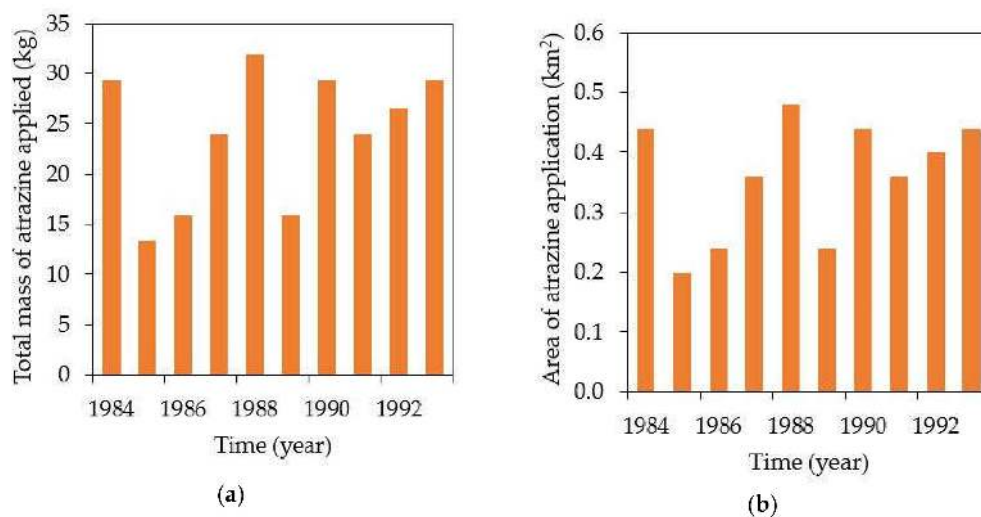 Total mass of atrazine applied (kg)
35
30
25
20
15
10
5
0
1984 1986 1988 1990 1992
Time (year)
(a)
Area of atrazine application (km²)
0.6
0.5
0.4
0.3
0.2
0.1
0.0
1984 1986 1988 1990 1992
Time (year)
(b)